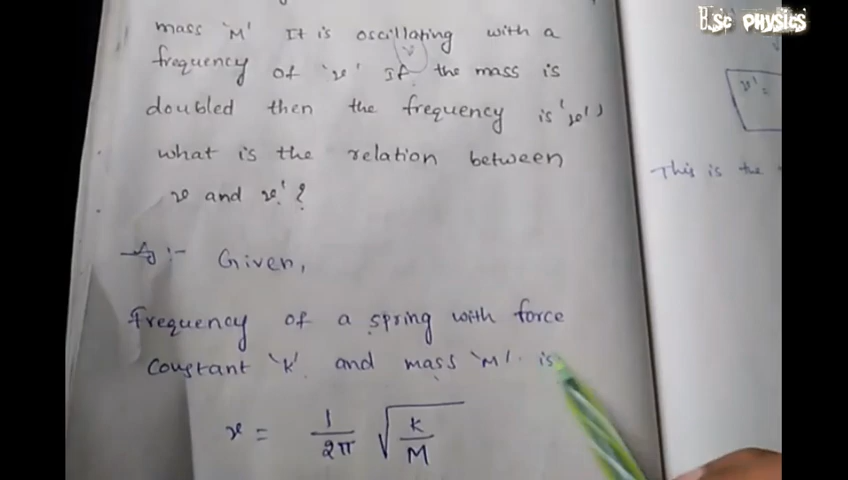 B.Sc PHYSICS
mass 'M' It is oscillating with a
frequency of 'ν' If the mass is
doubled then the frequency is 'ν''
what is the relation between
ν and ν'?
A :- Given,
Frequency of a spring with force
constant 'K' and mass 'M' is
ν = 1/2π √K/M
ν' =
This is the